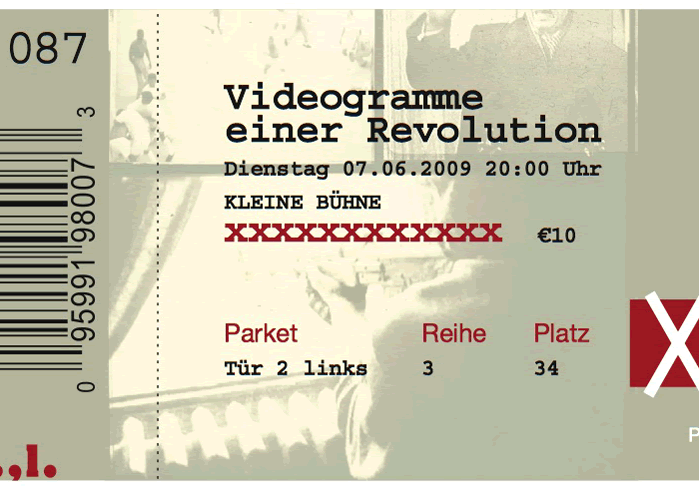 087
3
95991 98007
0
Videogramme
einer Revolution
Dienstag 07.06.2009 20:00 Uhr
KLEINE BÜHNE
XXXXXXXXXXXXX €10
Parket Reihe Platz
Tür 2 links 3 34
.,l.
X
P